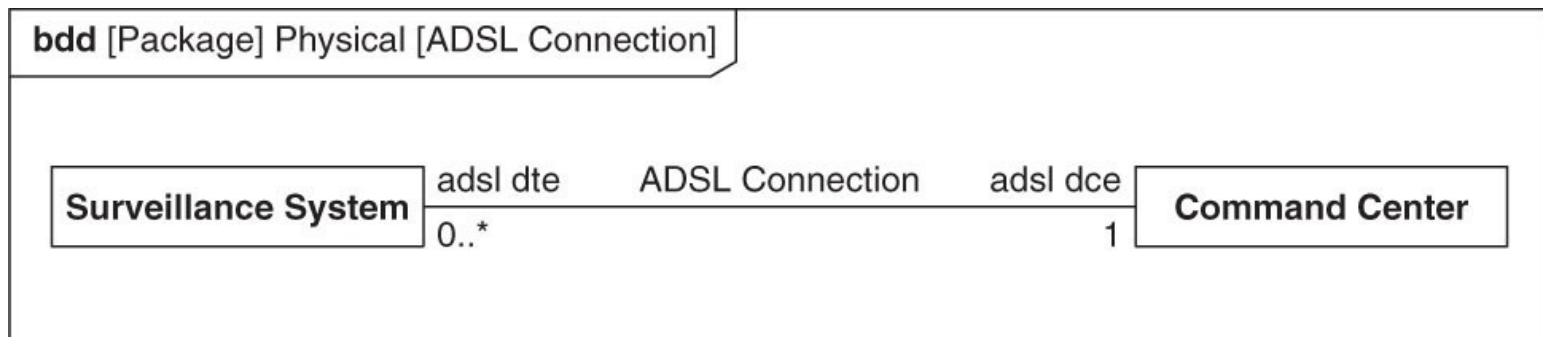 bdd [Package] Physical [ADSL Connection]
adsl dte ADSL Connection adsl dce
Surveillance System Command Center
0..* 1